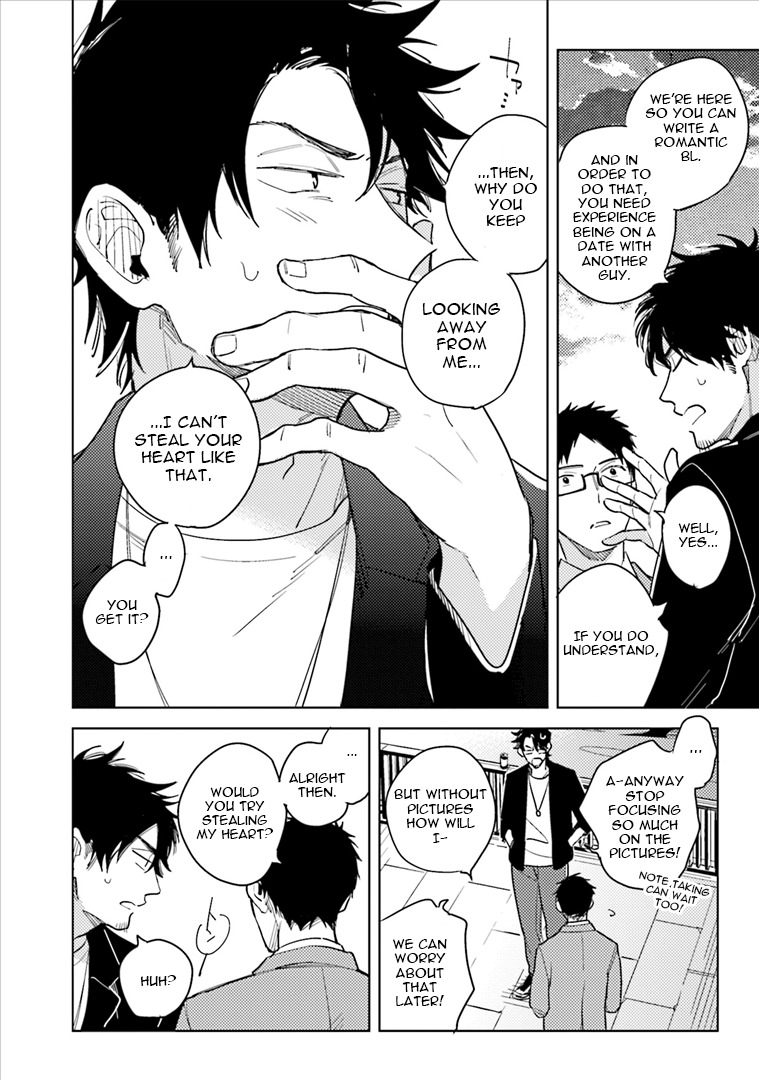 WE'RE HERE
SO YOU CAN
WRITE A
ROMANTIC
BL.
AND IN
ORDER TO
DO THAT,
YOU NEED
EXPERIENCE
BEING ON A
DATE WITH
ANOTHER
GUY.
WELL,
YES...
IF YOU DO
UNDERSTAND,
カァ…
...THEN,
WHY DO
YOU
KEEP
LOOKING
AWAY
FROM
ME...
...I CAN'T
STEAL YOUR
HEART LIKE
THAT.
...
YOU
GET IT?
...
A-ANYWAY
STOP
FOCUSING
SO MUCH
ON THE
PICTURES!
NOTE.TAKING
CAN WAIT
TOO!
BUT WITHOUT
PICTURES
HOW WILL
I-
WE CAN
WORRY
ABOUT
THAT
LATER!
...
ALRIGHT
THEN.
WOULD
YOU TRY
STEALING
MY HEART?
HUH?